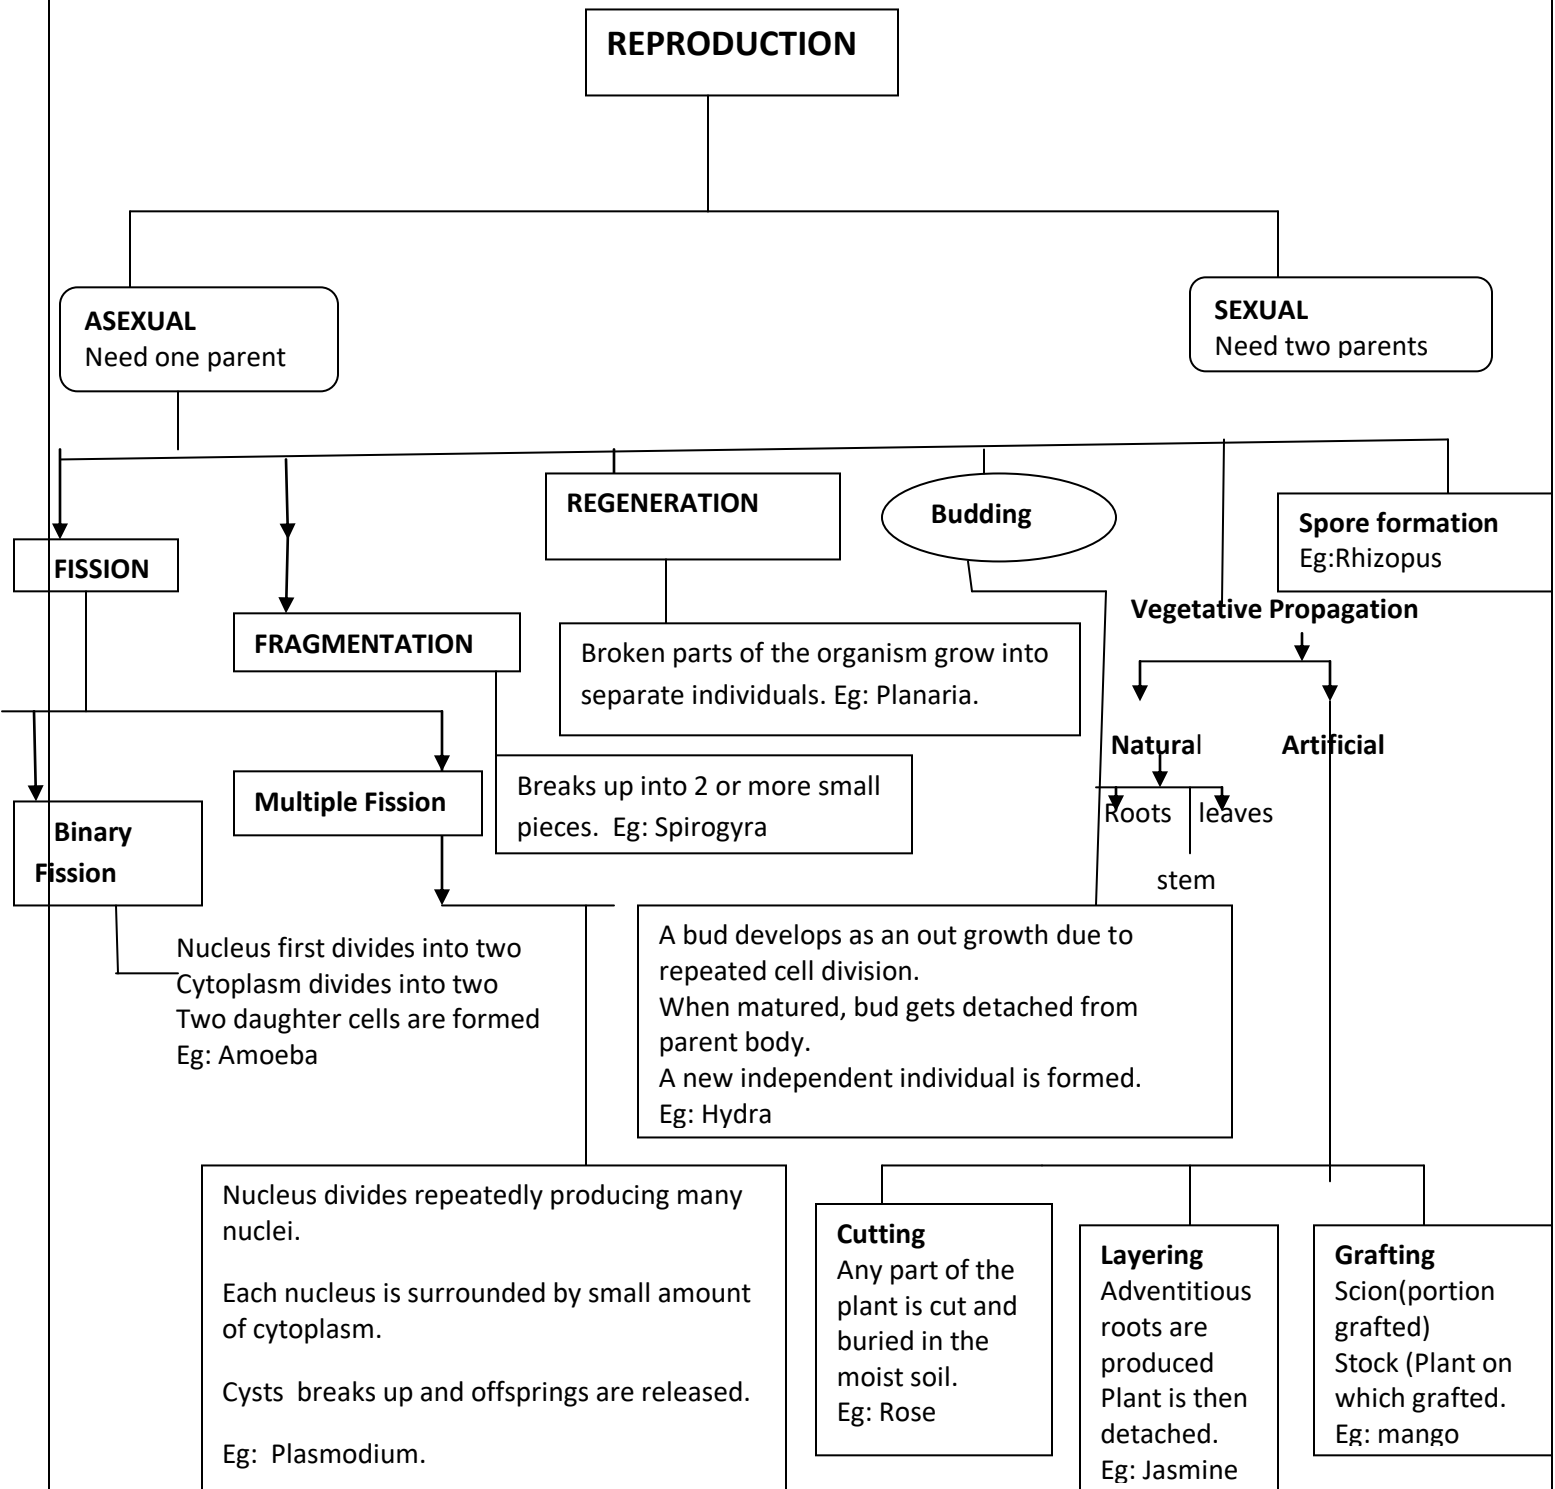 REPRODUCTION
ASEXUAL
Need one parent
SEXUAL
Need two parents
FISSION
FRAGMENTATION
REGENERATION
Budding
Spore formation
Eg:Rhizopus
Vegetative Propagation
Broken parts of the organism grow into
separate individuals. Eg: Planaria.
Natural
Artificial
Binary
Fission
Multiple Fission
Breaks up into 2 or more small
pieces.  Eg: Spirogyra
Roots
leaves
stem
Nucleus first divides into two
Cytoplasm divides into two
Two daughter cells are formed
Eg: Amoeba
A bud develops as an out growth due to
repeated cell division.
When matured, bud gets detached from
parent body.
A new independent individual is formed.
Eg: Hydra
Nucleus divides repeatedly producing many
nuclei.
Each nucleus is surrounded by small amount
of cytoplasm.
Cysts  breaks up and offsprings are released.
Eg:  Plasmodium.
Cutting
Any part of the
plant is cut and
buried in the
moist soil.
Eg: Rose
Layering
Adventitious
roots are
produced
Plant is then
detached.
Eg: Jasmine
Grafting
Scion(portion
grafted)
Stock (Plant on
which grafted.
Eg: mango